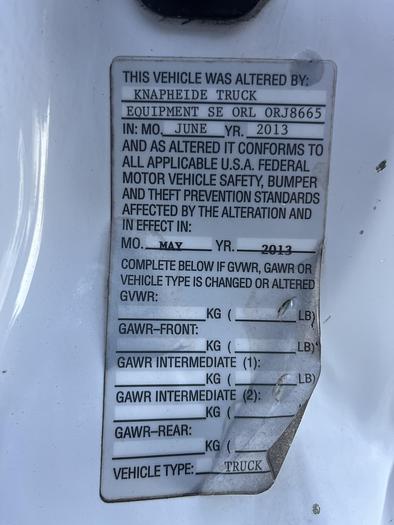 THIS VEHICLE WAS ALTERED BY:
KNAPHEIDE TRUCK
EQUIPMENT SE ORL ORJ8665
IN: MO. JUNE YR. 2013
AND AS ALTERED IT CONFORMS TO
ALL APPLICABLE U.S.A. FEDERAL
MOTOR VEHICLE SAFETY, BUMPER
AND THEFT PREVENTION STANDARDS
AFFECTED BY THE ALTERATION AND
IN EFFECT IN:
MO. MAY YR. 2013
COMPLETE BELOW IF GVWR, GAWR OR
VEHICLE TYPE IS CHANGED OR ALTERED
GVWR:
KG ( LB)
GAWR–FRONT:
KG ( LB)
GAWR INTERMEDIATE (1):
KG ( LB)
GAWR INTERMEDIATE (2):
KG (
GAWR–REAR:
KG (
VEHICLE TYPE: TRUCK